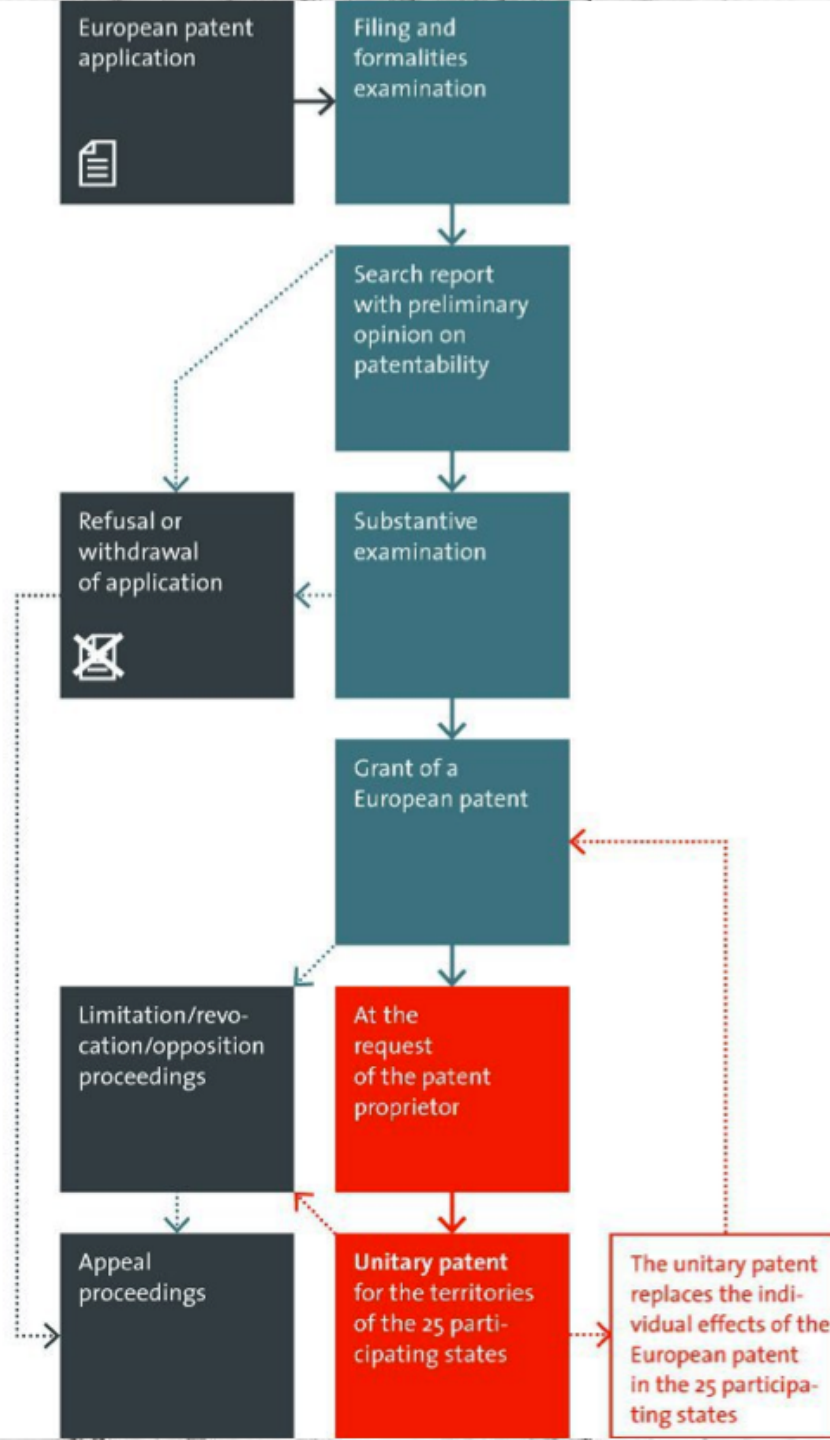 European patent
application
Filing and
formalities
examination
Search report
with preliminary
opinion on
patentability
Refusal or
withdrawal
of application
Substantive
examination
Grant of a
European patent
Limitation/revo-
cation/opposition
proceedings
At the
request
of the patent
proprietor
Appeal
proceedings
Unitary patent
for the territories
of the 25 parti-
cipating states
The unitary patent
replaces the indi-
vidual effects of the
European patent
in the 25 participa-
ting states